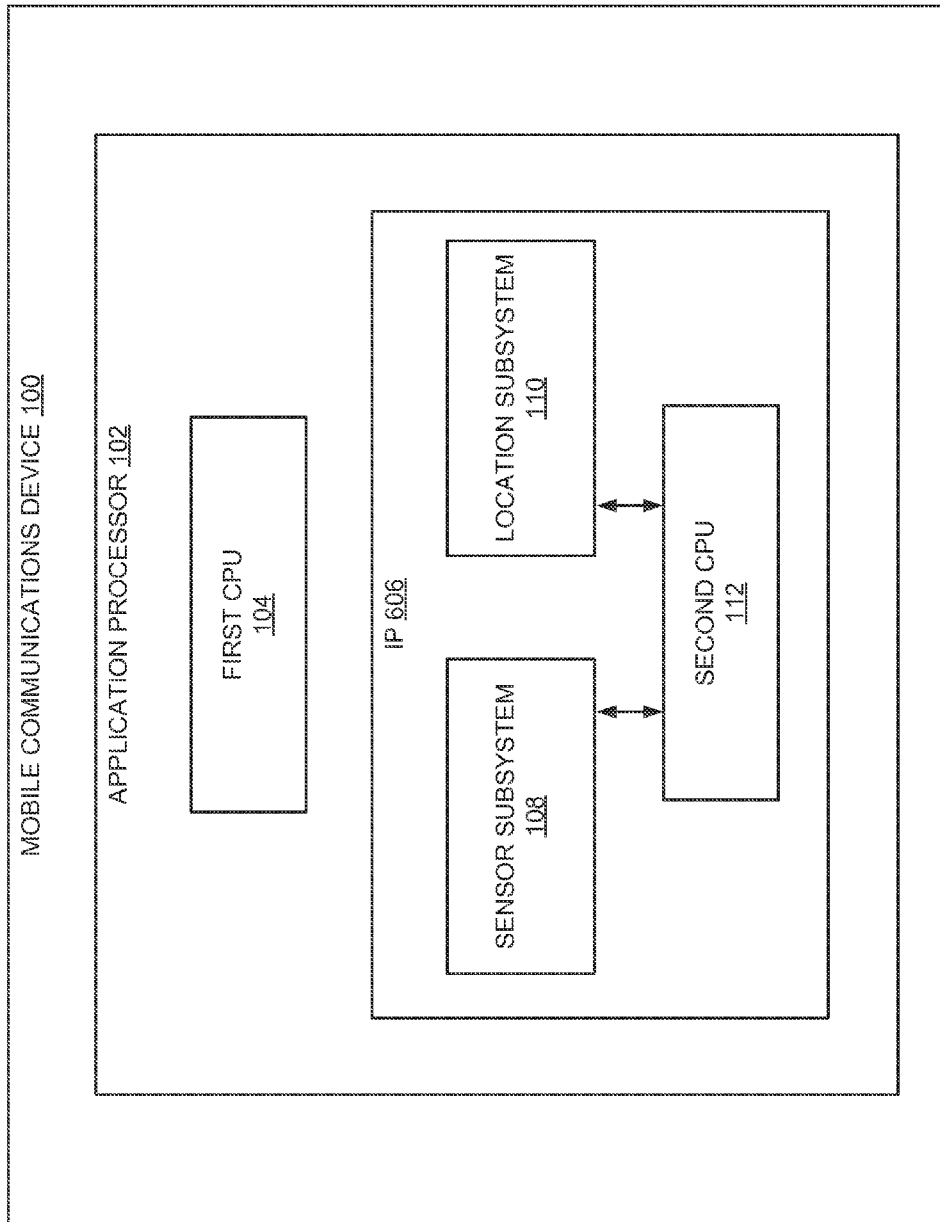 MOBILE COMMUNICATIONS DEVICE 100
APPLICATION PROCESSOR 102
FIRST CPU
104
IP 606
SENSOR SUBSYSTEM
108
LOCATION SUBSYSTEM
110
SECOND CPU
112